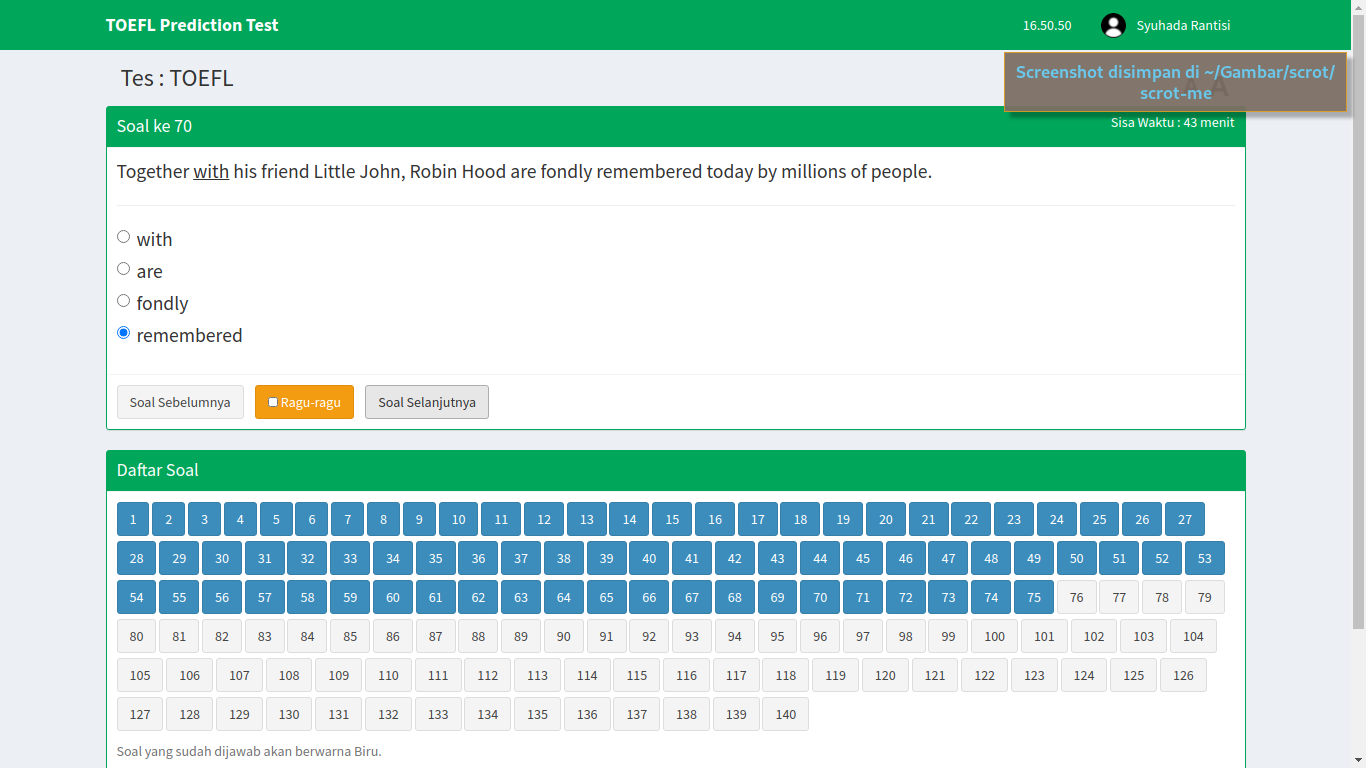 TOEFL Prediction Test
16.50.50
Syuhada Rantisi
Tes : TOEFL
A A
Screenshot disimpan di ~/Gambar/scrot/
scrot-me
Soal ke 70
Sisa Waktu : 43 menit
Together with his friend Little John, Robin Hood are fondly remembered today by millions of people.
with
are
fondly
remembered
Soal Sebelumnya
Ragu-ragu
Soal Selanjutnya
Daftar Soal
1 2 3 4 5 6 7 8 9 10 11 12 13 14 15 16 17 18 19 20 21 22 23 24 25 26 27
28 29 30 31 32 33 34 35 36 37 38 39 40 41 42 43 44 45 46 47 48 49 50 51 52 53
54 55 56 57 58 59 60 61 62 63 64 65 66 67 68 69 70 71 72 73 74 75 76 77 78 79
80 81 82 83 84 85 86 87 88 89 90 91 92 93 94 95 96 97 98 99 100 101 102 103 104
105 106 107 108 109 110 111 112 113 114 115 116 117 118 119 120 121 122 123 124 125 126
127 128 129 130 131 132 133 134 135 136 137 138 139 140
Soal yang sudah dijawab akan berwarna Biru.